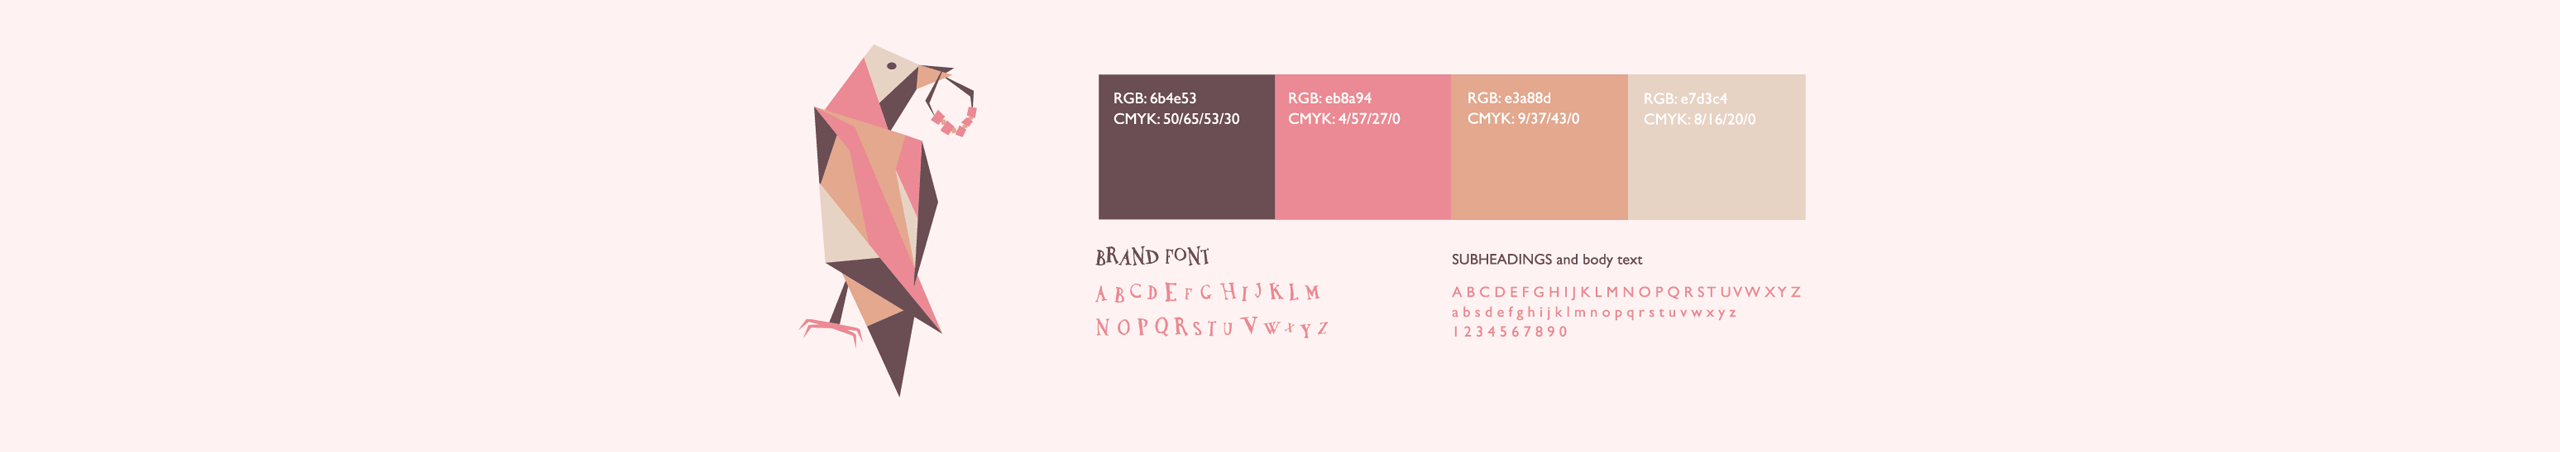 RGB: 6b4e53
CMYK: 50/65/53/30
RGB: eb8a94
CMYK: 4/57/27/0
RGB: e3a88d
CMYK: 9/37/43/0
RGB: e7d3c4
CMYK: 8/16/20/0
BRAND FONT
A B C D E F G H I J K L M
N O P Q R S T U V W X Y Z
SUBHEADINGS and body text
A B C D E F G H I J K L M N O P Q R S T U V W X Y Z
a b s d e f g h i j k l m n o p q r s t u v w x y z
1 2 3 4 5 6 7 8 9 0